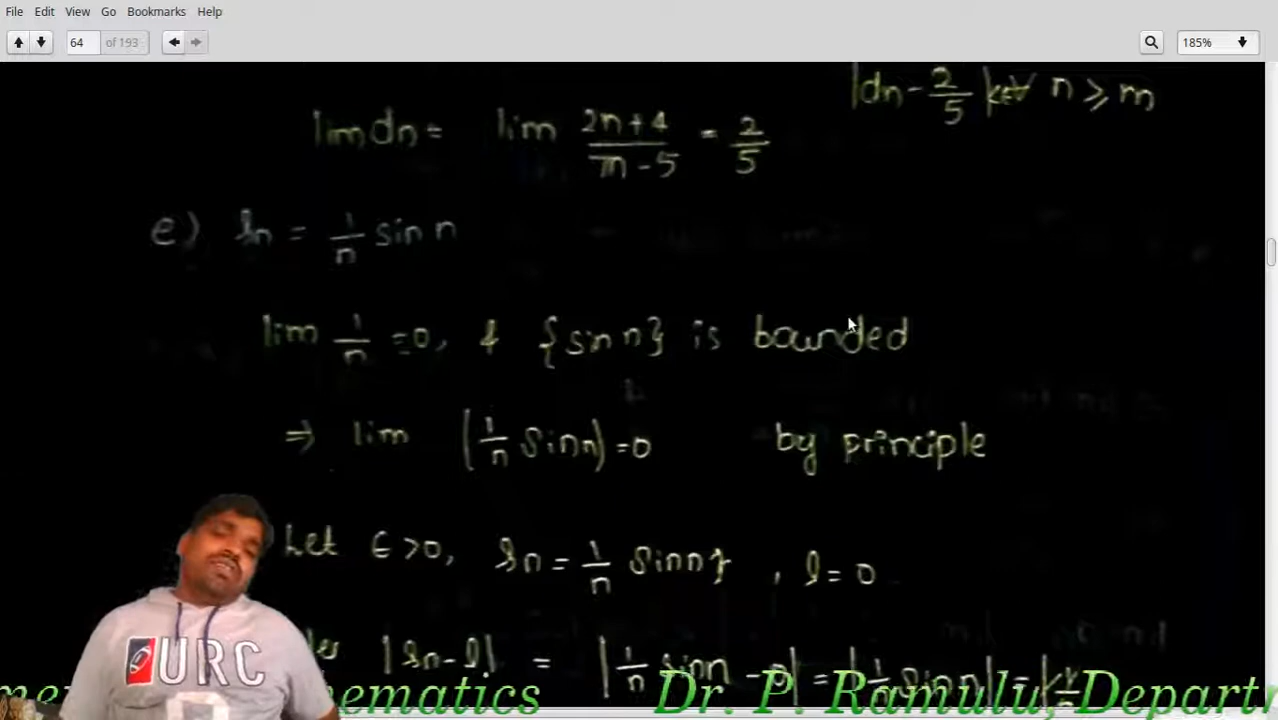 File Edit View Go Bookmarks Help
64 of 193 185%
|dn - 2/5| < ε ∀ n ≥ m
lim dn = lim (2n+4)/(m-5) = 2/5
e) sn = 1/n sin n
lim 1/n = 0, & {sin n} is bounded
⇒ lim (1/n sin n) = 0 by principle
Let ε > 0, sn = 1/n sin n} , l = 0
|sn - l| = |1/n sin n - 0| = |1/n sin n| =
URC
ematics Dr. P. Ramulu, Depart